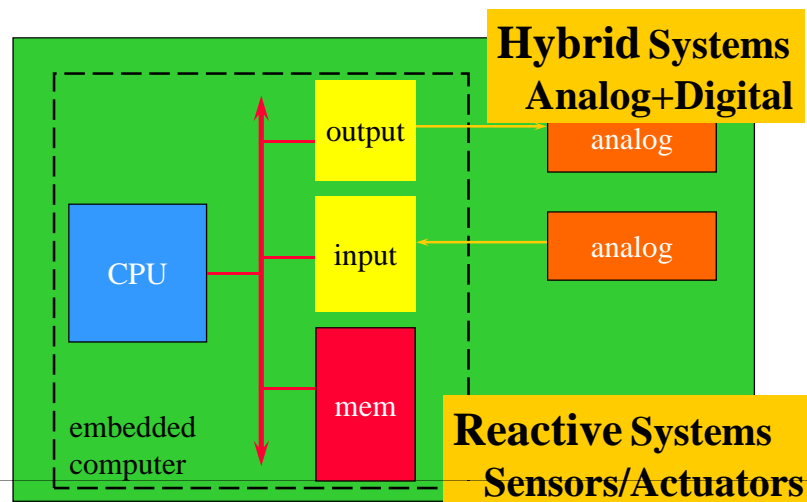 Hybrid Systems
Analog+Digital
output
analog
CPU
input
analog
mem
embedded
computer
Reactive Systems
Sensors/Actuators